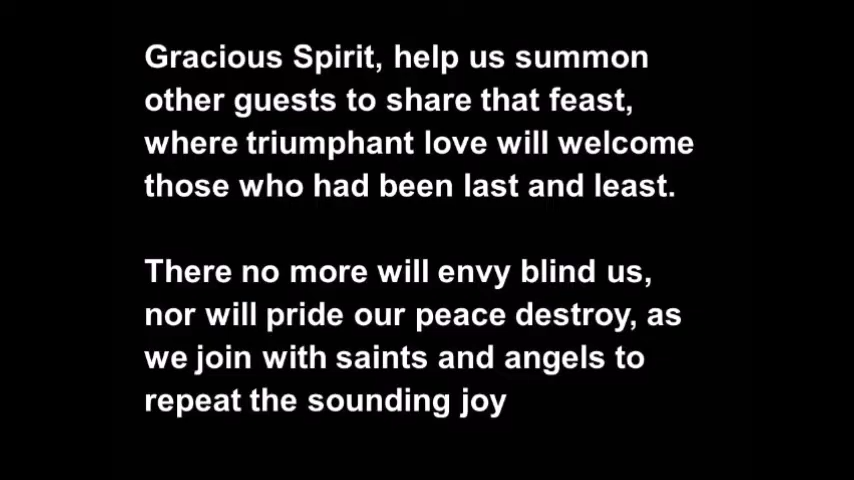 Gracious Spirit, help us summon
other guests to share that feast,
where triumphant love will welcome
those who had been last and least.
There no more will envy blind us,
nor will pride our peace destroy, as
we join with saints and angels to
repeat the sounding joy